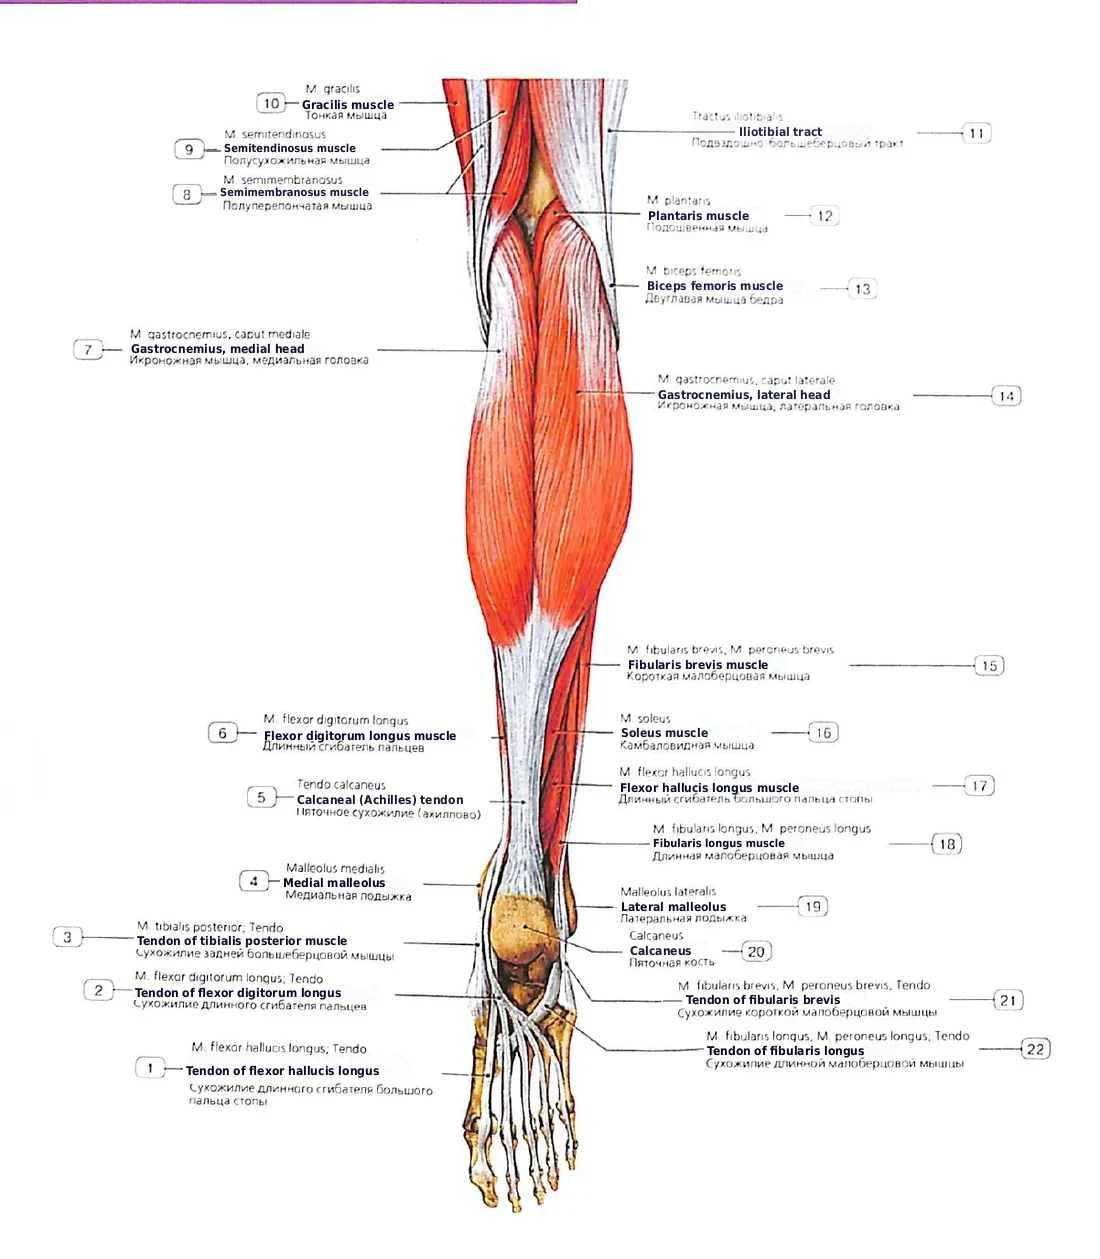 10
M. gracilis
Gracilis muscle
Тонкая мышца
9
M. semitendinosus
Semitendinosus muscle
Полусухожильная мышца
8
M. semimembranosus
Semimembranosus muscle
Полуперепончатая мышца
7
M. gastrocnemius, caput mediale
Gastrocnemius, medial head
Икроножная мышца, медиальная головка
6
M. flexor digitorum longus
Flexor digitorum longus muscle
Длинный сгибатель пальцев
5
Tendo calcaneus
Calcaneal (Achilles) tendon
Пяточное сухожилие (ахиллово)
4
Malleolus medialis
Medial malleolus
Медиальная лодыжка
3
M. tibialis posterior; Tendo
Tendon of tibialis posterior muscle
Сухожилие задней большеберцовой мышцы
2
M. flexor digitorum longus; Tendo
Tendon of flexor digitorum longus
Сухожилие длинного сгибателя пальцев
1
M. flexor hallucis longus; Tendo
Tendon of flexor hallucis longus
Сухожилие длинного сгибателя большого
пальца стопы
Tractus iliotibialis
Iliotibial tract
Подвздошно-большеберцовый тракт
11
M. plantaris
Plantaris muscle
Подошвенная мышца
12
M. biceps femoris
Biceps femoris muscle
Двуглавая мышца бедра
13
M. gastrocnemius, caput laterale
Gastrocnemius, lateral head
Икроножная мышца, латеральная головка
14
M. fibularis brevis, M. peroneus brevis
Fibularis brevis muscle
Короткая малоберцовая мышца
15
M. soleus
Soleus muscle
Камбаловидная мышца
16
M. flexor hallucis longus
Flexor hallucis longus muscle
Длинный сгибатель большого пальца стопы
17
M. fibularis longus, M. peroneus longus
Fibularis longus muscle
Длинная малоберцовая мышца
18
Malleolus lateralis
Lateral malleolus
Латеральная лодыжка
19
Calcaneus
Calcaneus
Пяточная кость
20
M. fibularis brevis, M. peroneus brevis, Tendo
Tendon of fibularis brevis
Сухожилие короткой малоберцовой мышцы
21
M. fibularis longus, M. peroneus longus; Tendo
Tendon of fibularis longus
Сухожилие длинной малоберцовой мышцы
22